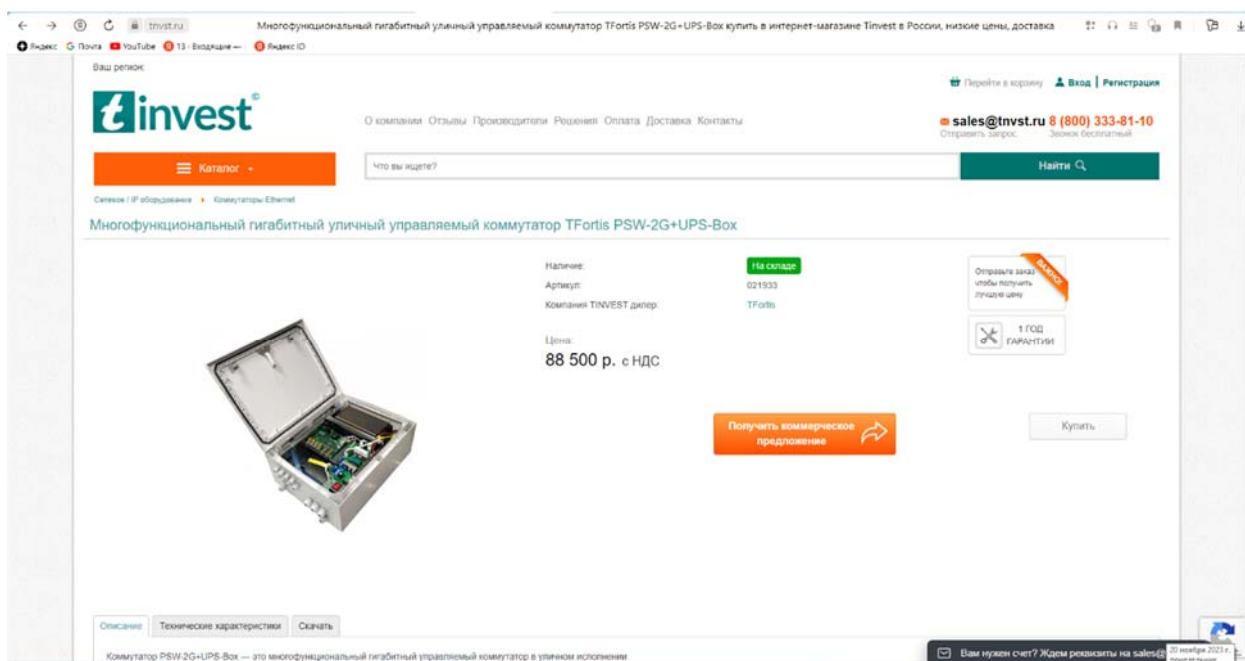 tnvst.ru Многофункциональный гигабитный уличный управляемый коммутатор TFortis PSW-2G+UPS-Box купить в интернет-магазине Tinvest в России, низкие цены, доставка
Яндекс Почта YouTube 13 · Входящие — Яндекс ID
Ваш регион:
Перейти в корзину Вход | Регистрация
tinvest©
О компании Отзывы Производители Решения Оплата Доставка Контакты
sales@tnvst.ru 8 (800) 333-81-10
Отправить запрос Звонок бесплатный
Каталог
Что вы ищете?
Найти
Сетевое / IP оборудование Коммутаторы Ethernet
Многофункциональный гигабитный уличный управляемый коммутатор TFortis PSW-2G+UPS-Box
Наличие: На складе
Артикул: 021933
Компания TINVEST дилер: TFortis
Цена:
88 500 р. с НДС
Отправьте заказ
чтобы получить
лучшую цену
ВАЖНО!
1 ГОД
ГАРАНТИИ
Получить коммерческое
предложение
Купить
Описание Технические характеристики Скачать
Коммутатор PSW-2G+UPS-Box — это многофункциональный гигабитный управляемый коммутатор в уличном исполнении
Вам нужен счет? Ждем реквизиты на sales@
20 ноября 2023 г.